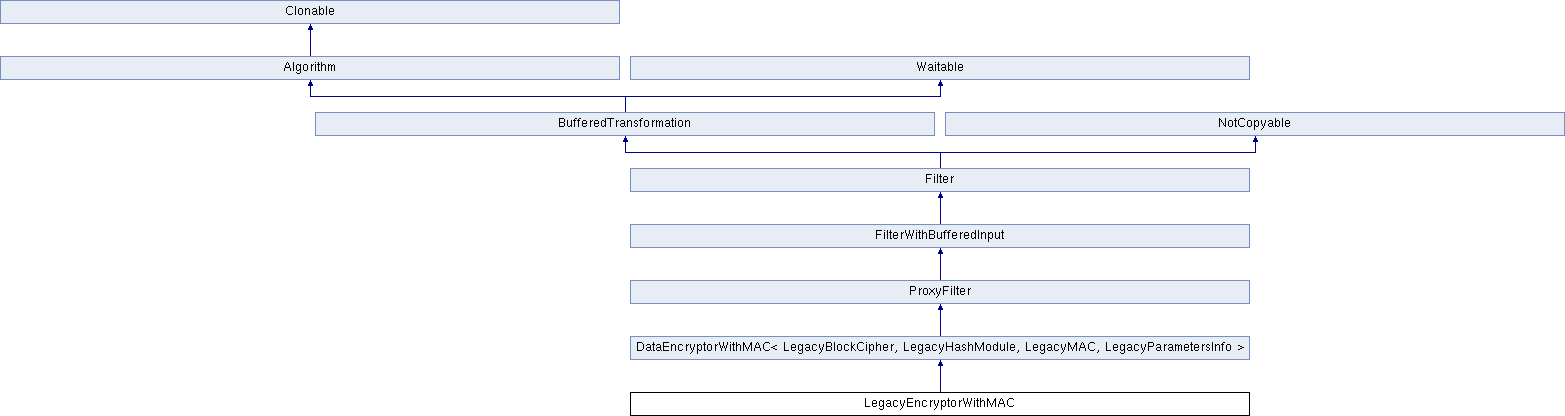 Clonable
Algorithm
Waitable
BufferedTransformation
NotCopyable
Filter
FilterWithBufferedInput
ProxyFilter
DataEncryptorWithMAC< LegacyBlockCipher, LegacyHashModule, LegacyMAC, LegacyParametersInfo >
LegacyEncryptorWithMAC